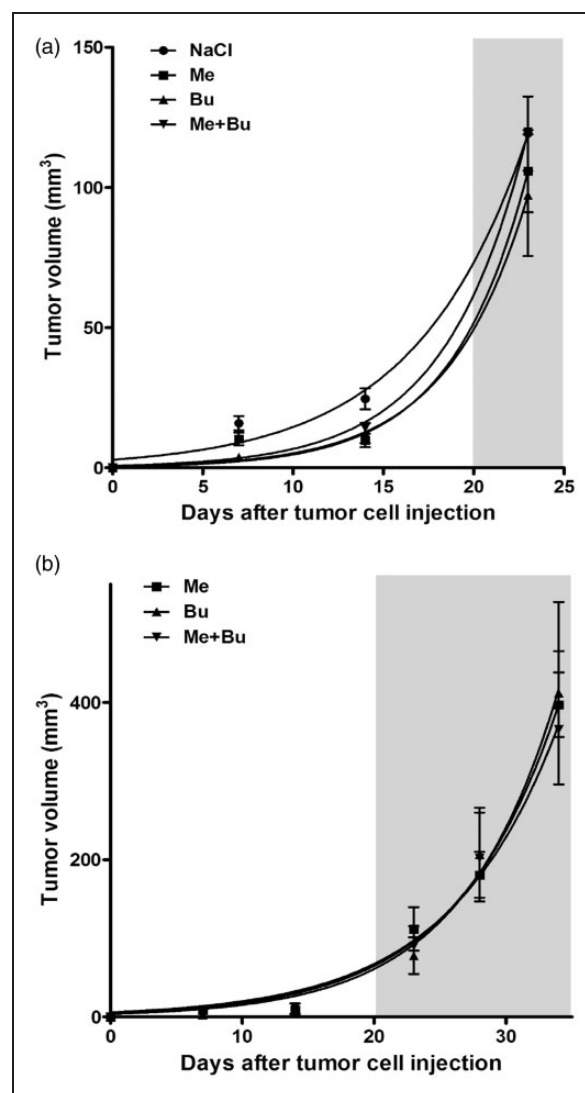 (a)
NaCl
Me
Bu
Me+Bu
150
100
50
0
Tumor volume (mm³)
0 5 10 15 20 25
Days after tumor cell injection
(b)
Me
Bu
Me+Bu
400
200
0
Tumor volume (mm³)
0 10 20 30
Days after tumor cell injection